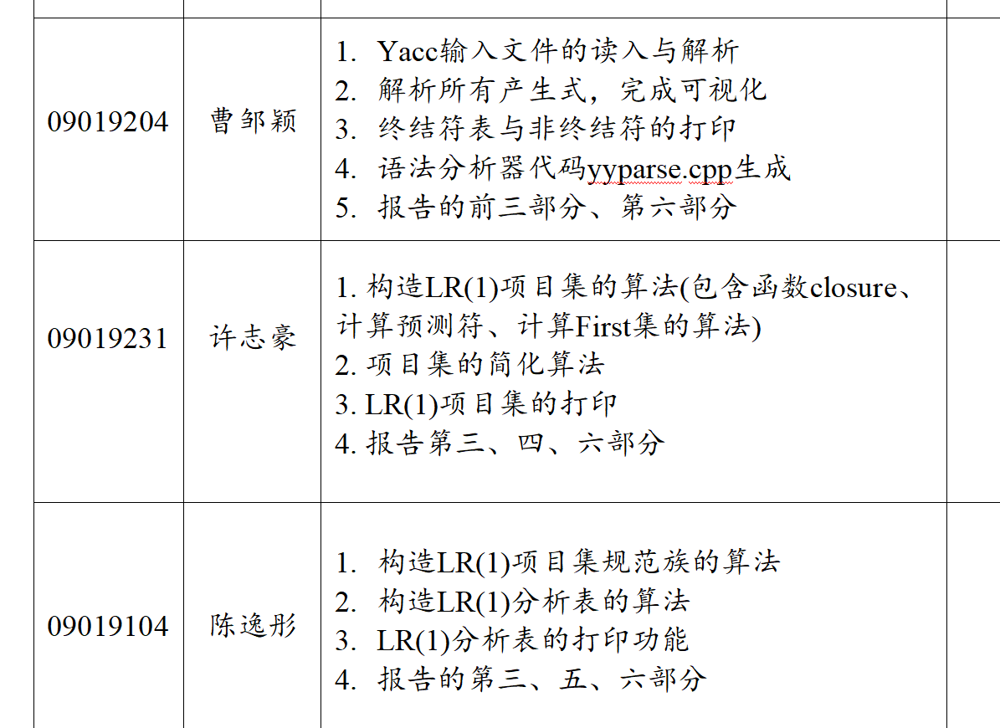 09019204
曹邹颖
1. Yacc输入文件的读入与解析
2. 解析所有产生式，完成可视化
3. 终结符表与非终结符的打印
4. 语法分析器代码yyparse.cpp生成
5. 报告的前三部分、第六部分
09019231
许志豪
1. 构造LR(1)项目集的算法(包含函数closure、
计算预测符、计算First集的算法)
2. 项目集的简化算法
3. LR(1)项目集的打印
4. 报告第三、四、六部分
09019104
陈逸彤
1. 构造LR(1)项目集规范族的算法
2. 构造LR(1)分析表的算法
3. LR(1)分析表的打印功能
4. 报告的第三、五、六部分